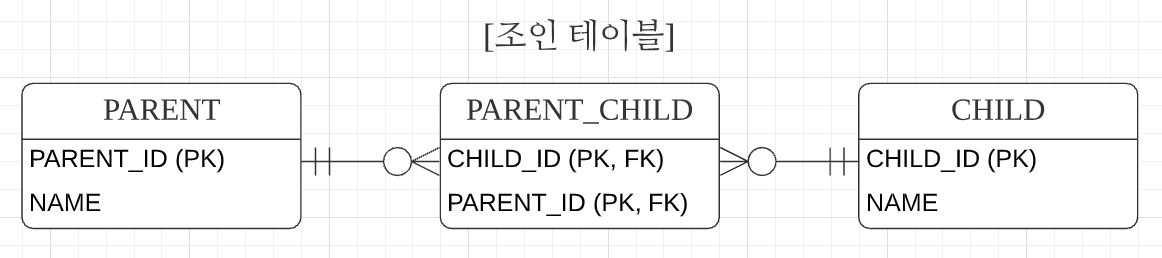 [조인 테이블]
PARENT
PARENT_ID (PK)
NAME
PARENT_CHILD
CHILD_ID (PK, FK)
PARENT_ID (PK, FK)
CHILD
CHILD_ID (PK)
NAME